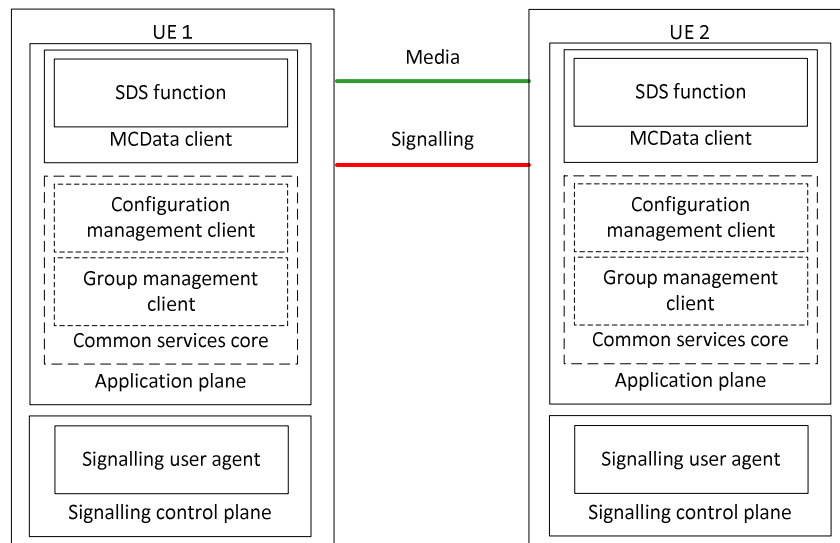 UE 1
SDS function
MCData client
Configuration
management client
Group management
client
Common services core
Application plane
Signalling user agent
Signalling control plane
Media
Signalling
UE 2
SDS function
MCData client
Configuration
management client
Group management
client
Common services core
Application plane
Signalling user agent
Signalling control plane